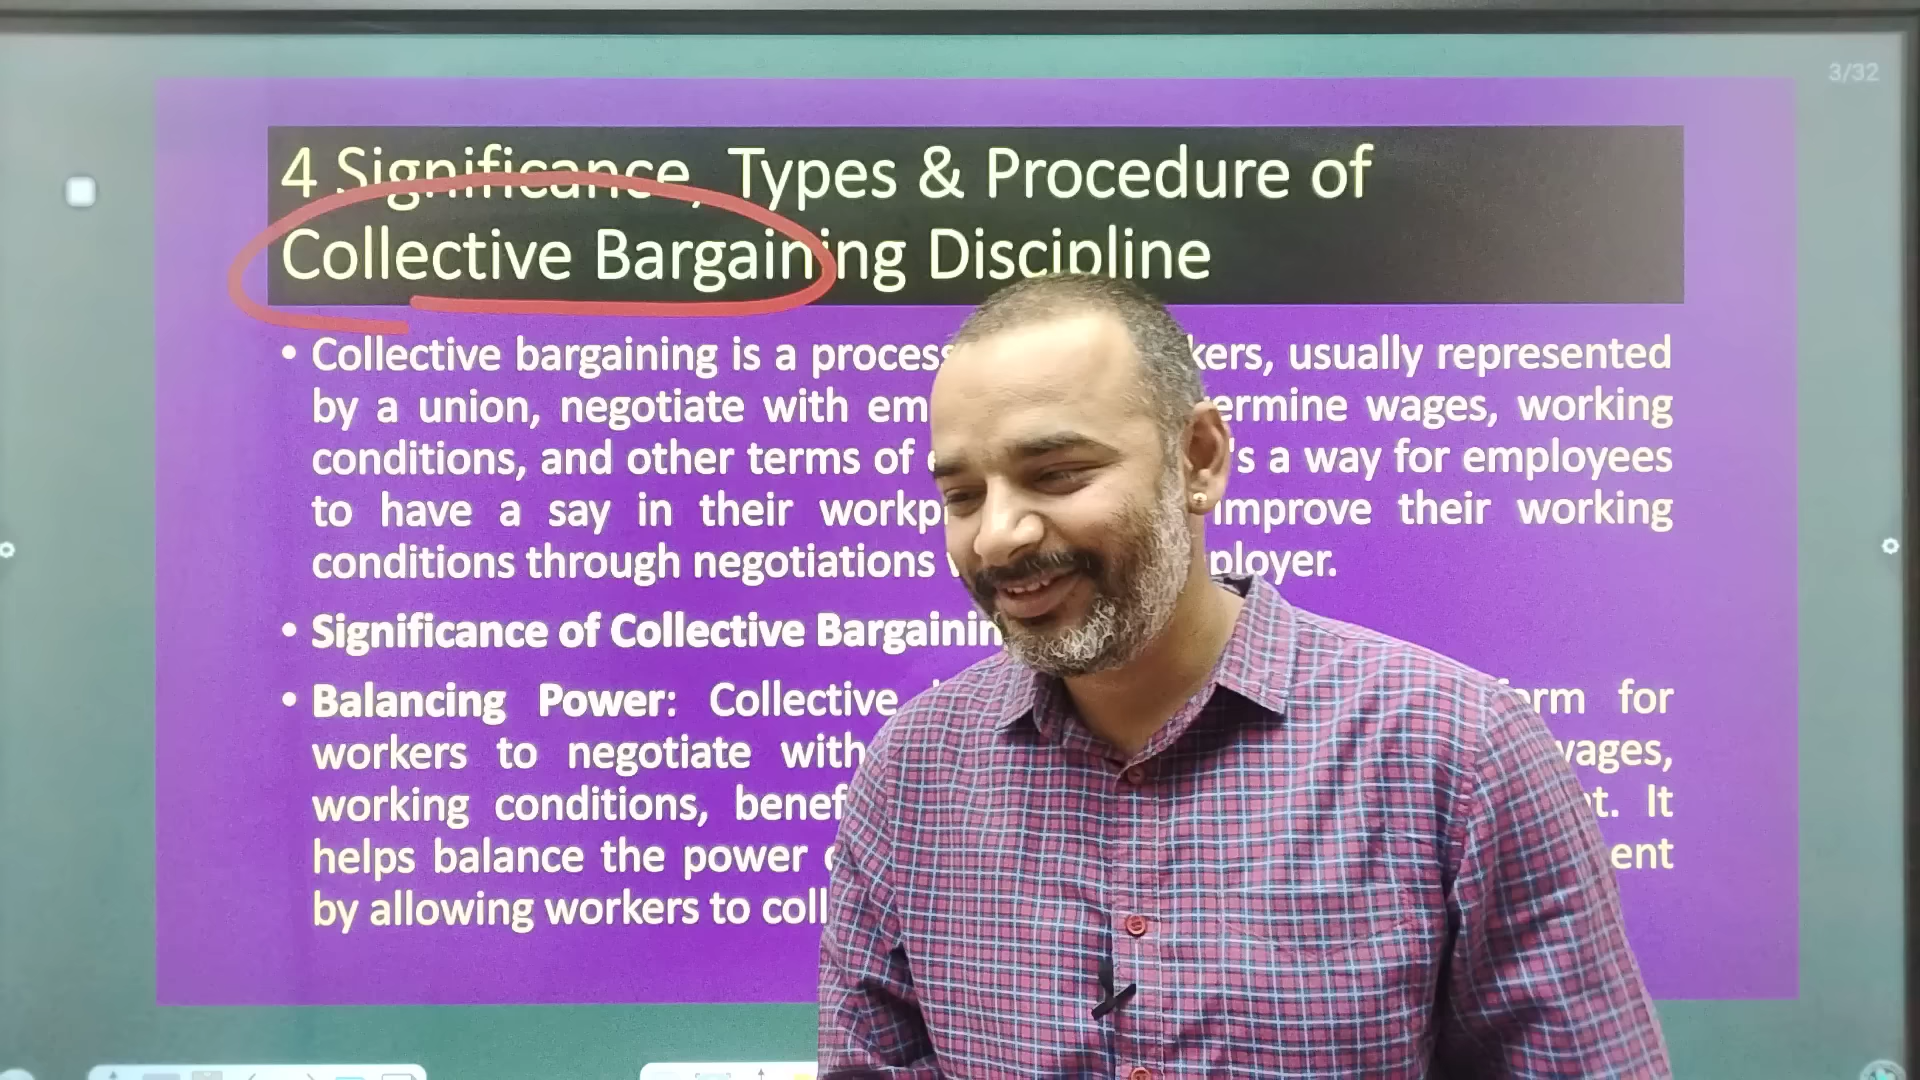 3/32
4 Significance, Types & Procedure of
Collective Bargaining Discipline
• Collective bargaining is a process kers, usually represented
by a union, negotiate with em ermine wages, working
conditions, and other terms of 's a way for employees
to have a say in their workp improve their working
conditions through negotiations ployer.
• Significance of Collective Bargainin
• Balancing Power: Collective orm for
workers to negotiate with wages,
working conditions, benef nt. It
helps balance the power ent
by allowing workers to coll